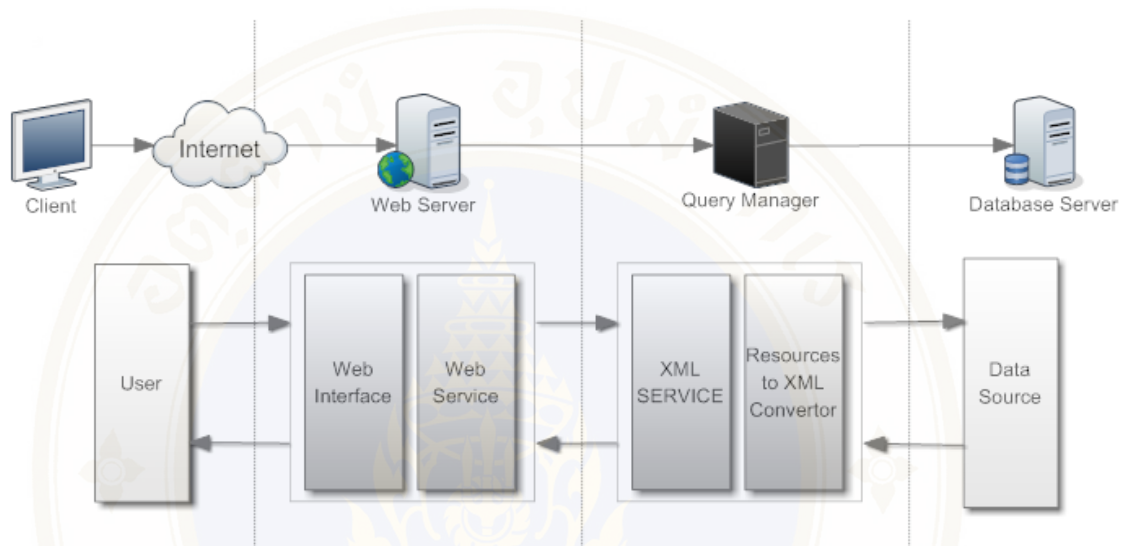 Internet
Client
Web Server
Query Manager
Database Server
User
Web
Interface
Web
Service
XML
SERVICE
Resources
to XML
Convertor
Data
Source